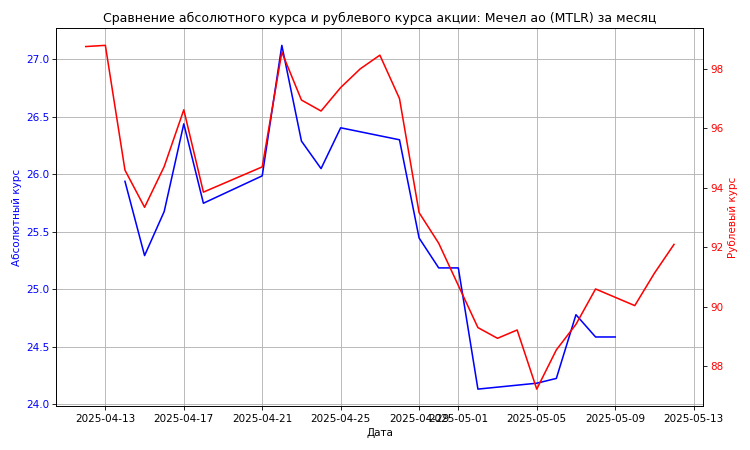 Сравнение абсолютного курса и рублевого курса акции: Мечел ао (MTLR) за месяц
27.0
26.5
26.0
25.5
25.0
24.5
24.0
Абсолютный курс
98
96
94
92
90
88
Рублевый курс
2025-04-13 2025-04-17 2025-04-21 2025-04-25 2025-04-29 2025-05-01 2025-05-05 2025-05-09 2025-05-13
Дата